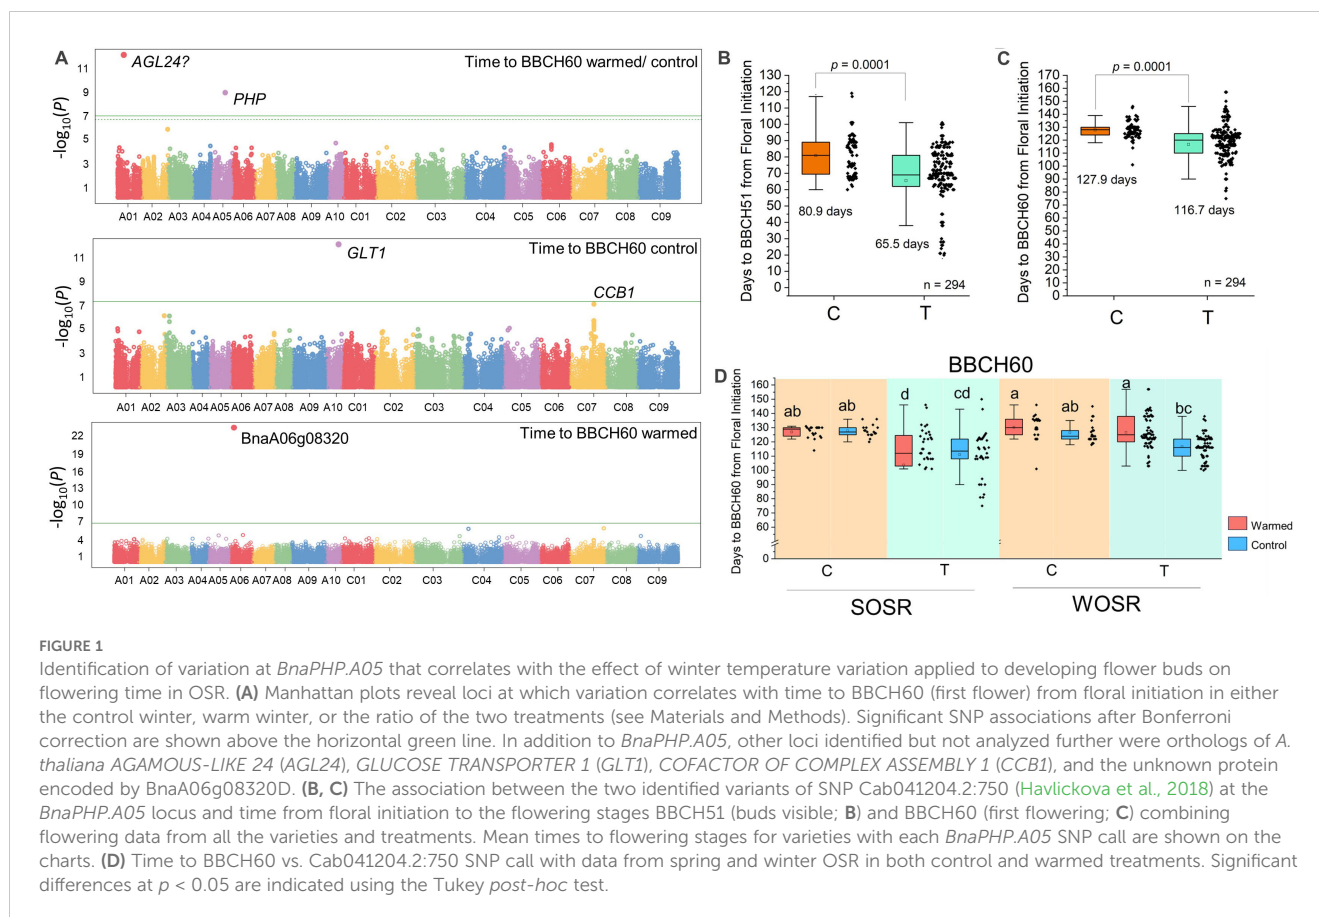 A
AGL24?
Time to BBCH60 warmed/ control
PHP
-log10(P)
11
9
7
5
3
1
A01 A02 A03 A04 A05 A06 A07 A08 A09 A10 C01 C02 C03 C04 C05 C06 C07 C08 C09
GLT1
Time to BBCH60 control
CCB1
-log10(P)
11
9
7
5
3
1
A01 A02 A03 A04 A05 A06 A07 A08 A09 A10 C01 C02 C03 C04 C05 C06 C07 C08 C09
BnaA06g08320
Time to BBCH60 warmed
-log10(P)
22
19
16
13
10
7
4
1
A01 A02 A03 A04 A05 A06 A07 A08 A09 A10 C01 C02 C03 C04 C05 C06 C07 C08 C09
B
Days to BBCH51 from Floral Initiation
130
120
110
100
90
80
70
60
50
40
30
20
10
0
p = 0.0001
80.9 days
65.5 days
n = 294
C T
C
Days to BBCH60 from Floral Initiation
170
160
150
140
130
120
110
100
90
80
70
60
50
40
30
20
10
0
p = 0.0001
127.9 days
116.7 days
n = 294
C T
BBCH60
D
Days to BBCH60 from Floral Initiation
160
150
140
130
120
110
100
90
80
70
60
0
ab ab d cd a ab a bc
C T C T
SOSR WOSR
Warmed
Control
FIGURE 1
Identification of variation at BnaPHP.A05 that correlates with the effect of winter temperature variation applied to developing flower buds on
flowering time in OSR. (A) Manhattan plots reveal loci at which variation correlates with time to BBCH60 (first flower) from floral initiation in either
the control winter, warm winter, or the ratio of the two treatments (see Materials and Methods). Significant SNP associations after Bonferroni
correction are shown above the horizontal green line. In addition to BnaPHP.A05, other loci identified but not analyzed further were orthologs of A.
thaliana AGAMOUS-LIKE 24 (AGL24), GLUCOSE TRANSPORTER 1 (GLT1), COFACTOR OF COMPLEX ASSEMBLY 1 (CCB1), and the unknown protein
encoded by BnaA06g08320D. (B, C) The association between the two identified variants of SNP Cab041204.2:750 (Havlickova et al., 2018) at the
BnaPHP.A05 locus and time from floral initiation to the flowering stages BBCH51 (buds visible; B) and BBCH60 (first flowering; C) combining
flowering data from all the varieties and treatments. Mean times to flowering stages for varieties with each BnaPHP.A05 SNP call are shown on the
charts. (D) Time to BBCH60 vs. Cab041204.2:750 SNP call with data from spring and winter OSR in both control and warmed treatments. Significant
differences at p < 0.05 are indicated using the Tukey post-hoc test.